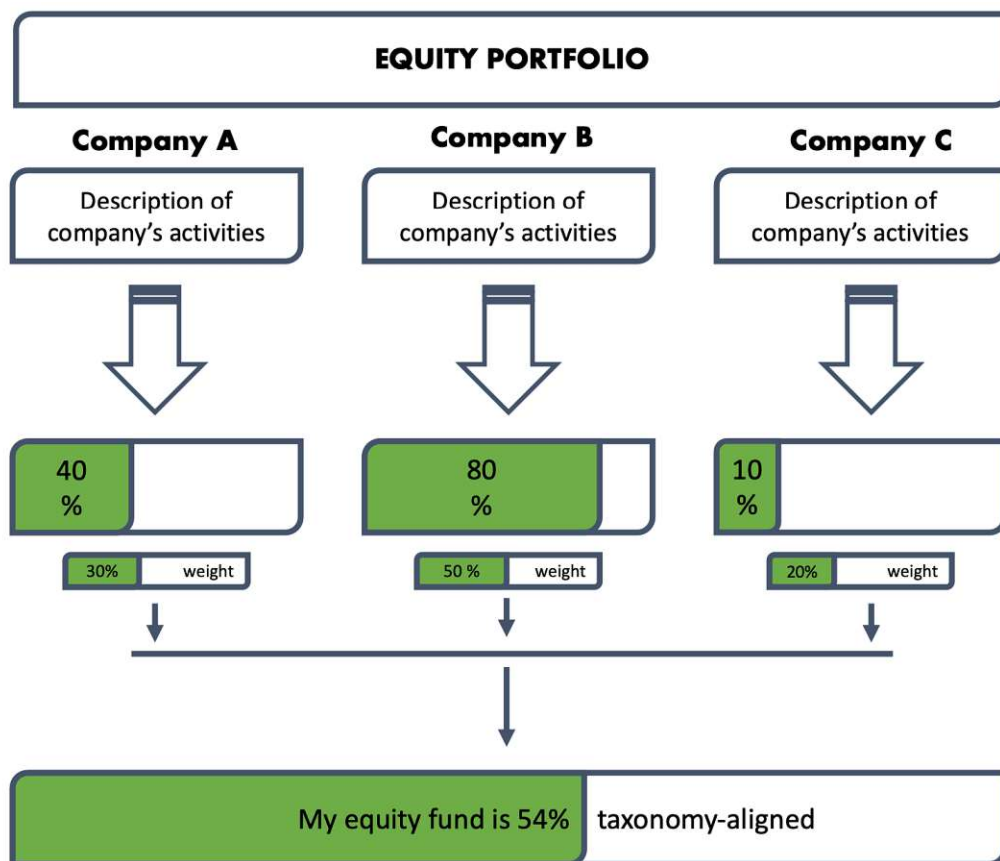 EQUITY PORTFOLIO
Company A
Company B
Company C
Description of
company's activities
Description of
company's activities
Description of
company's activities
40
%
80
%
10
%
30%
weight
50 %
weight
20%
weight
My equity fund is 54%
taxonomy-aligned